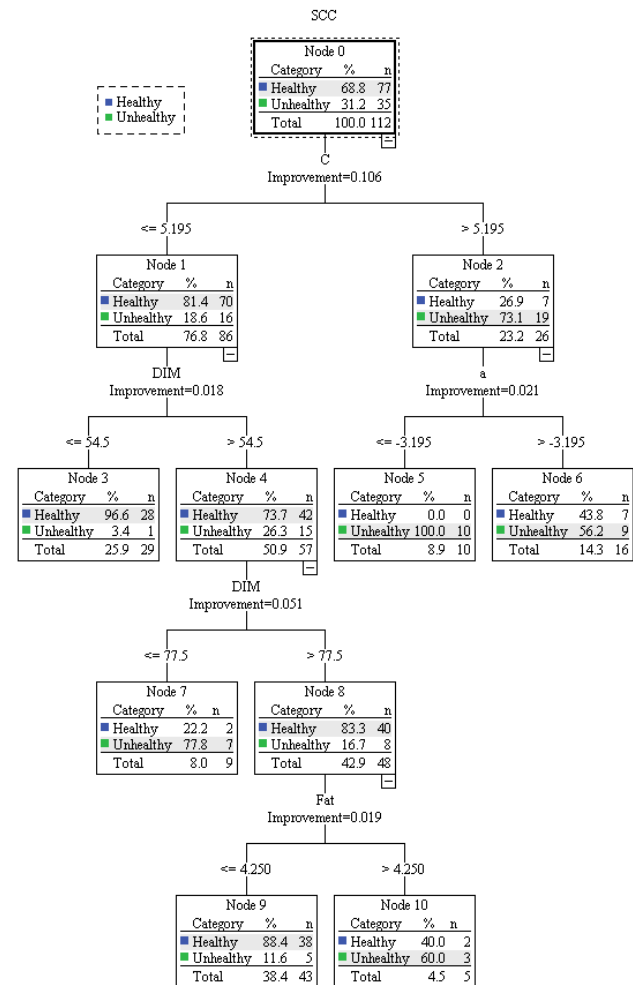 SCC
Healthy
Unhealthy
Node 0
Category % n
Healthy 68.8 77
Unhealthy 31.2 35
Total 100.0 112
C
Improvement=0.106
<= 5.195
> 5.195
Node 1
Category % n
Healthy 81.4 70
Unhealthy 18.6 16
Total 76.8 86
Node 2
Category % n
Healthy 26.9 7
Unhealthy 73.1 19
Total 23.2 26
DIM
Improvement=0.018
a
Improvement=0.021
<= 54.5
> 54.5
<= -3.195
> -3.195
Node 3
Category % n
Healthy 96.6 28
Unhealthy 3.4 1
Total 25.9 29
Node 4
Category % n
Healthy 73.7 42
Unhealthy 26.3 15
Total 50.9 57
Node 5
Category % n
Healthy 0.0 0
Unhealthy 100.0 10
Total 8.9 10
Node 6
Category % n
Healthy 43.8 7
Unhealthy 56.2 9
Total 14.3 16
DIM
Improvement=0.051
<= 77.5
> 77.5
Node 7
Category % n
Healthy 22.2 2
Unhealthy 77.8 7
Total 8.0 9
Node 8
Category % n
Healthy 83.3 40
Unhealthy 16.7 8
Total 42.9 48
Fat
Improvement=0.019
<= 4.250
> 4.250
Node 9
Category % n
Healthy 88.4 38
Unhealthy 11.6 5
Total 38.4 43
Node 10
Category % n
Healthy 40.0 2
Unhealthy 60.0 3
Total 4.5 5